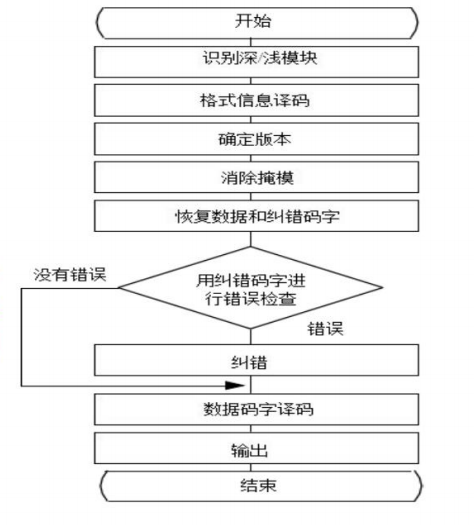 开始
识别深/浅模块
格式信息译码
确定版本
消除掩模
恢复数据和纠错码字
没有错误
用纠错码字进
行错误检查
错误
纠错
数据码字译码
输出
结束